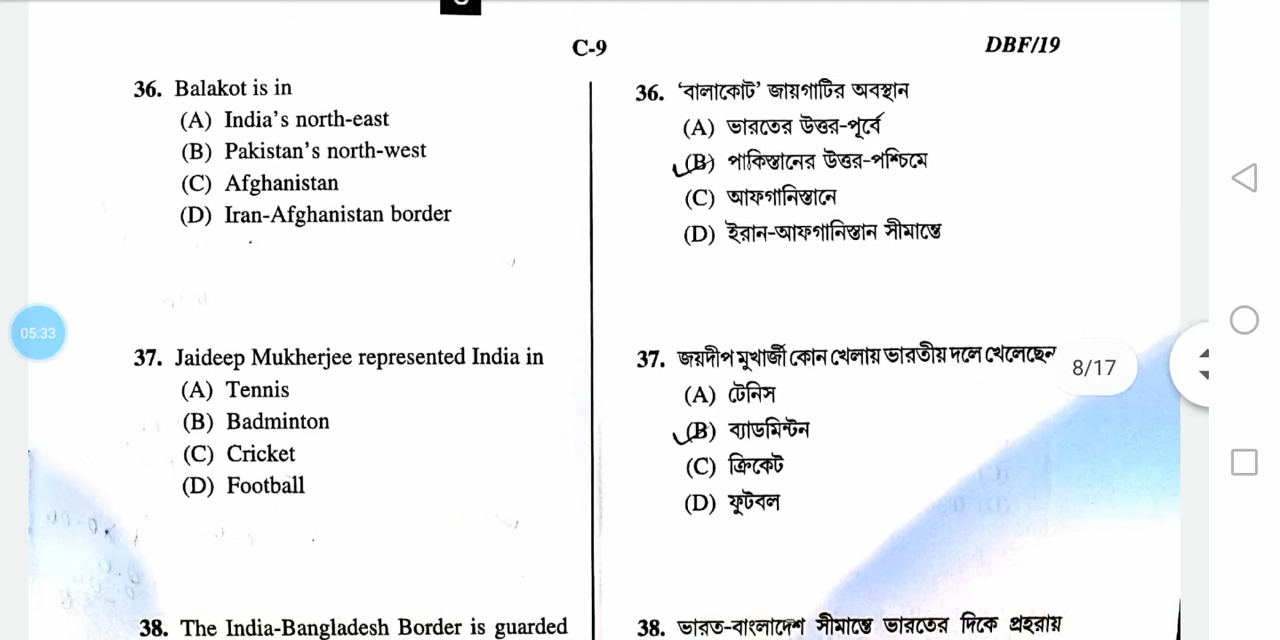 C-9
DBF/19
36. Balakot is in
(A) India's north-east
(B) Pakistan's north-west
(C) Afghanistan
(D) Iran-Afghanistan border
37. Jaideep Mukherjee represented India in
(A) Tennis
(B) Badminton
(C) Cricket
(D) Football
38. The India-Bangladesh Border is guarded
36. ‘বালাকোট’ জায়গাটির অবস্থান
(A) ভারতের উত্তর-পূর্বে
(B) পাকিস্তানের উত্তর-পশ্চিমে
(C) আফগানিস্তানে
(D) ইরান-আফগানিস্তান সীমান্তে
37. জয়দীপ মুখার্জী কোন খেলায় ভারতীয় দলে খেলেছেন
(A) টেনিস
(B) ব্যাডমিন্টন
(C) ক্রিকেট
(D) ফুটবল
38. ভারত-বাংলাদেশ সীমান্তে ভারতের দিকে প্রহরায়
05:33
8/17